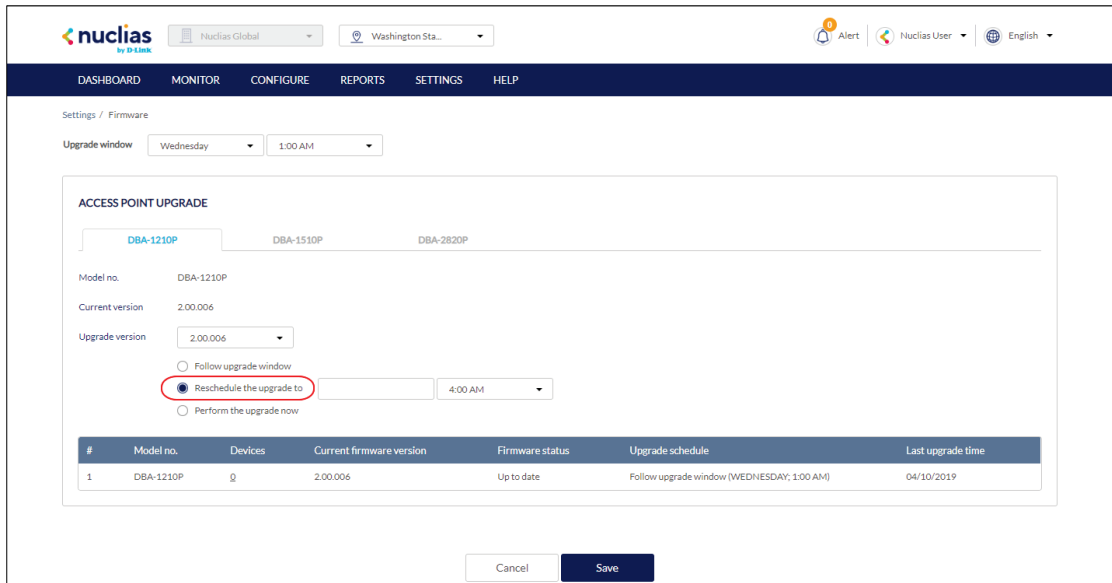 nuclias Nuclias Global Washington Sta... 0 Alert Nuclias User English
by D-Link
DASHBOARD MONITOR CONFIGURE REPORTS SETTINGS HELP
Settings / Firmware
Upgrade window Wednesday 1:00 AM
ACCESS POINT UPGRADE
DBA-1210P DBA-1510P DBA-2820P
Model no. DBA-1210P
Current version 2.00.006
Upgrade version 2.00.006
Follow upgrade window
Reschedule the upgrade to 4:00 AM
Perform the upgrade now
# Model no. Devices Current firmware version Firmware status Upgrade schedule Last upgrade time
1 DBA-1210P 0 2.00.006 Up to date Follow upgrade window (WEDNESDAY; 1:00 AM) 04/10/2019
Cancel Save